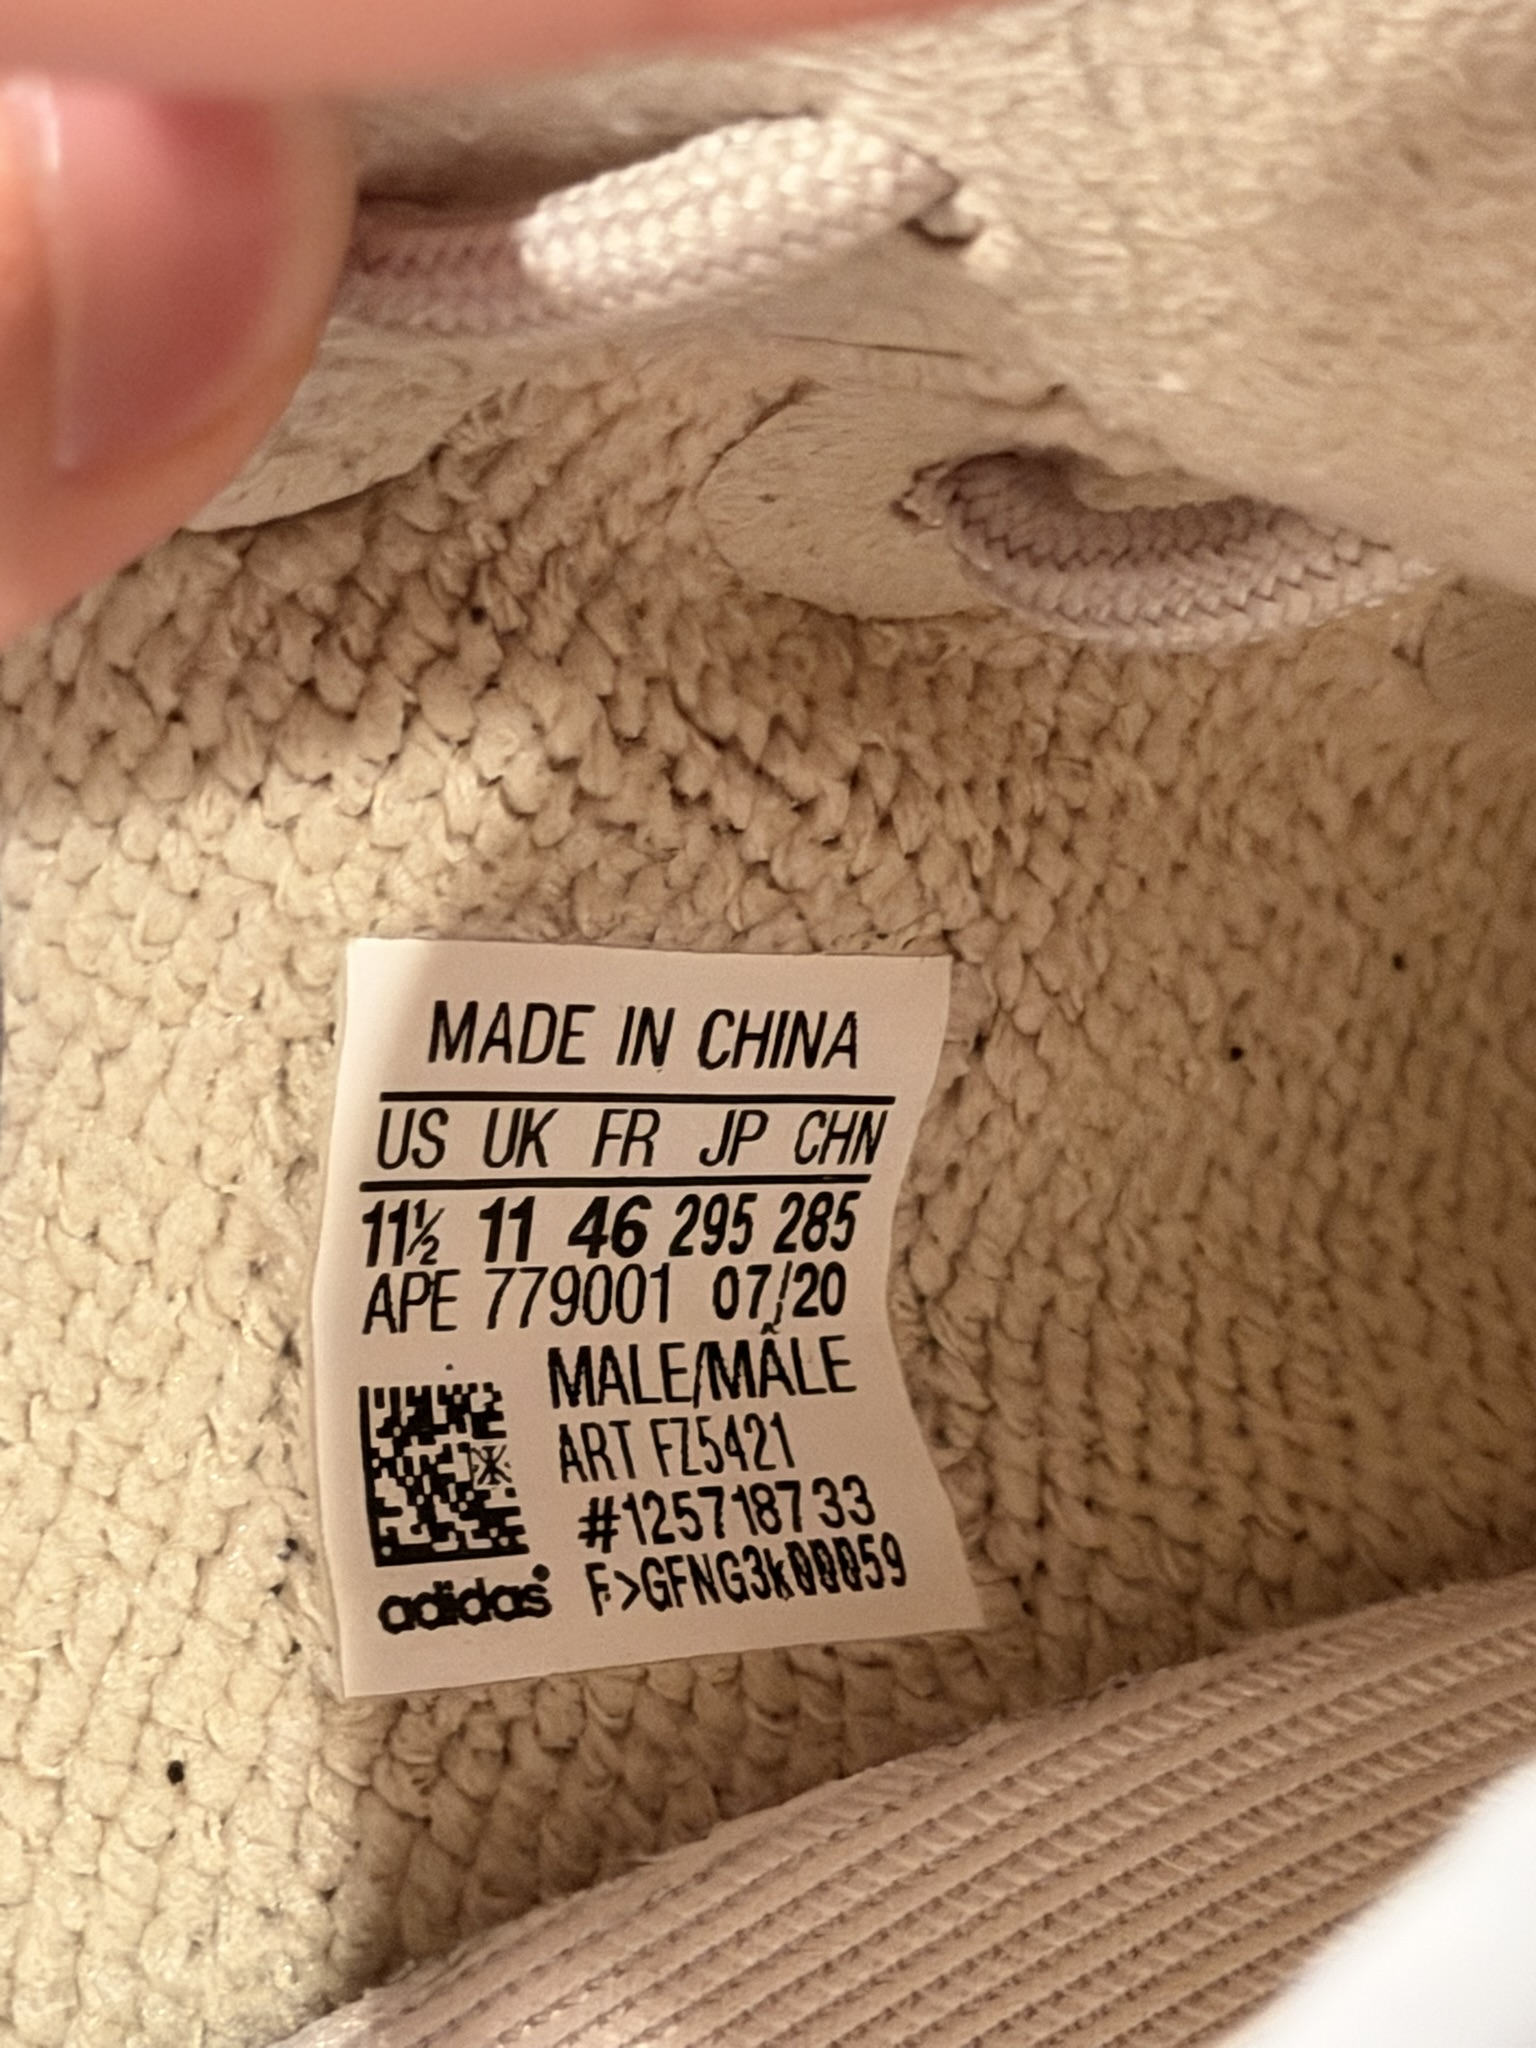 MADE IN CHINA
US UK FR JP CHN
11½ 11 46 295 285
APE 779001 07/20
MALE/MÂLE
ART FZ5421
#125718733
F>GFNG3k00059
adidas